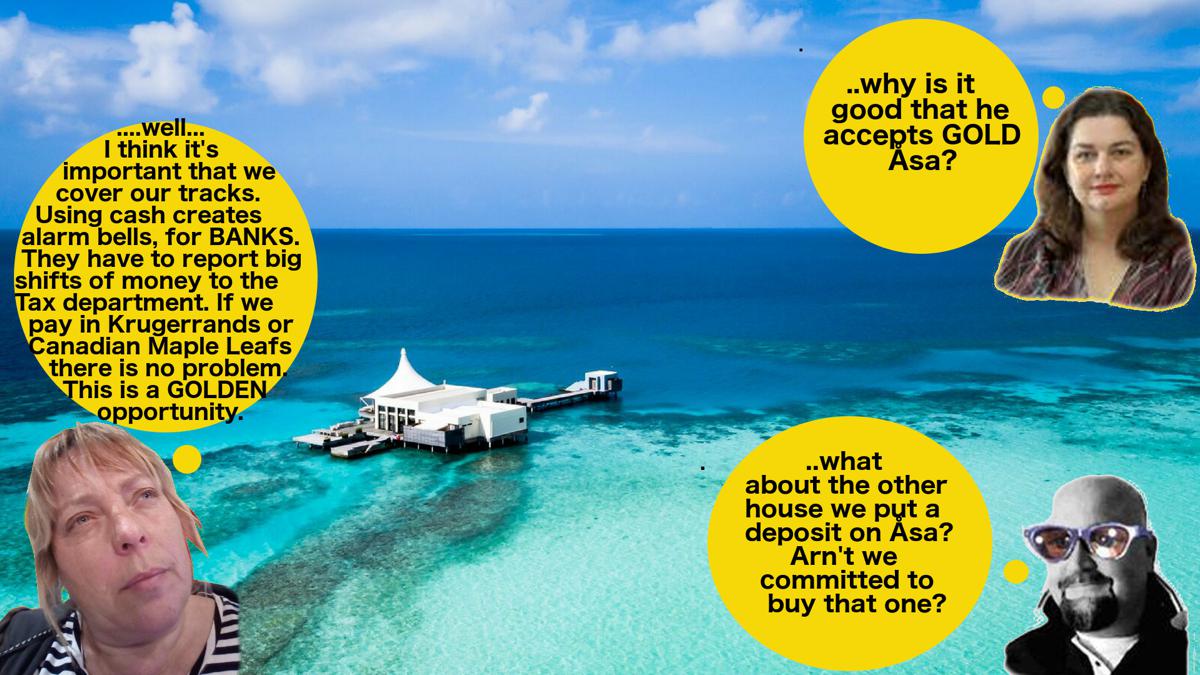 ....well...
I think it's
important that we
cover our tracks.
Using cash creates
alarm bells, for BANKS.
They have to report big
shifts of money to the
Tax department. If we
pay in Krugerrands or
Canadian Maple Leafs
there is no problem.
This is a GOLDEN
opportunity.
..why is it
good that he
accepts GOLD
Åsa?
..what
about the other
house we put a
deposit on Åsa?
Arn't we
committed to
buy that one?